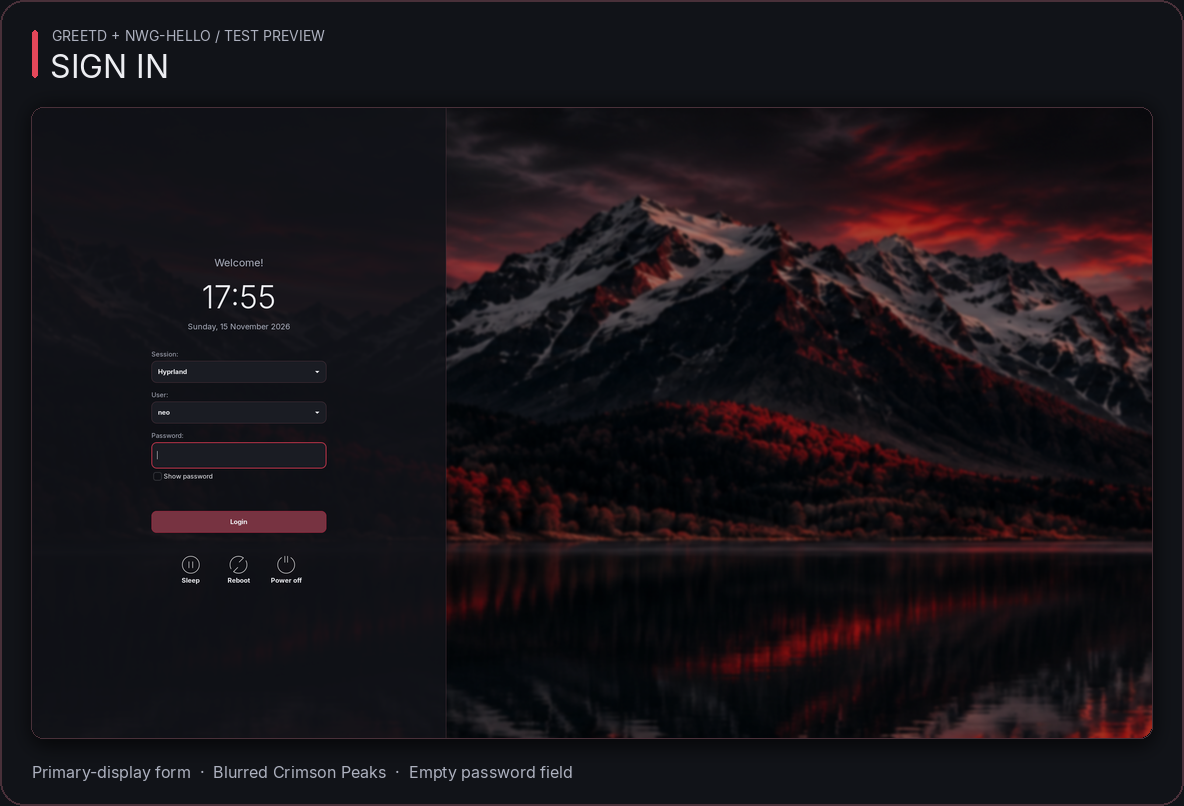 GREETD + NWG-HELLO / TEST PREVIEW
SIGN IN
Welcome!
17:55
Sunday, 15 November 2026
Session:
Hyprland
User:
neo
Password:
Show password
Login
Sleep Reboot Power off
Primary-display form · Blurred Crimson Peaks · Empty password field